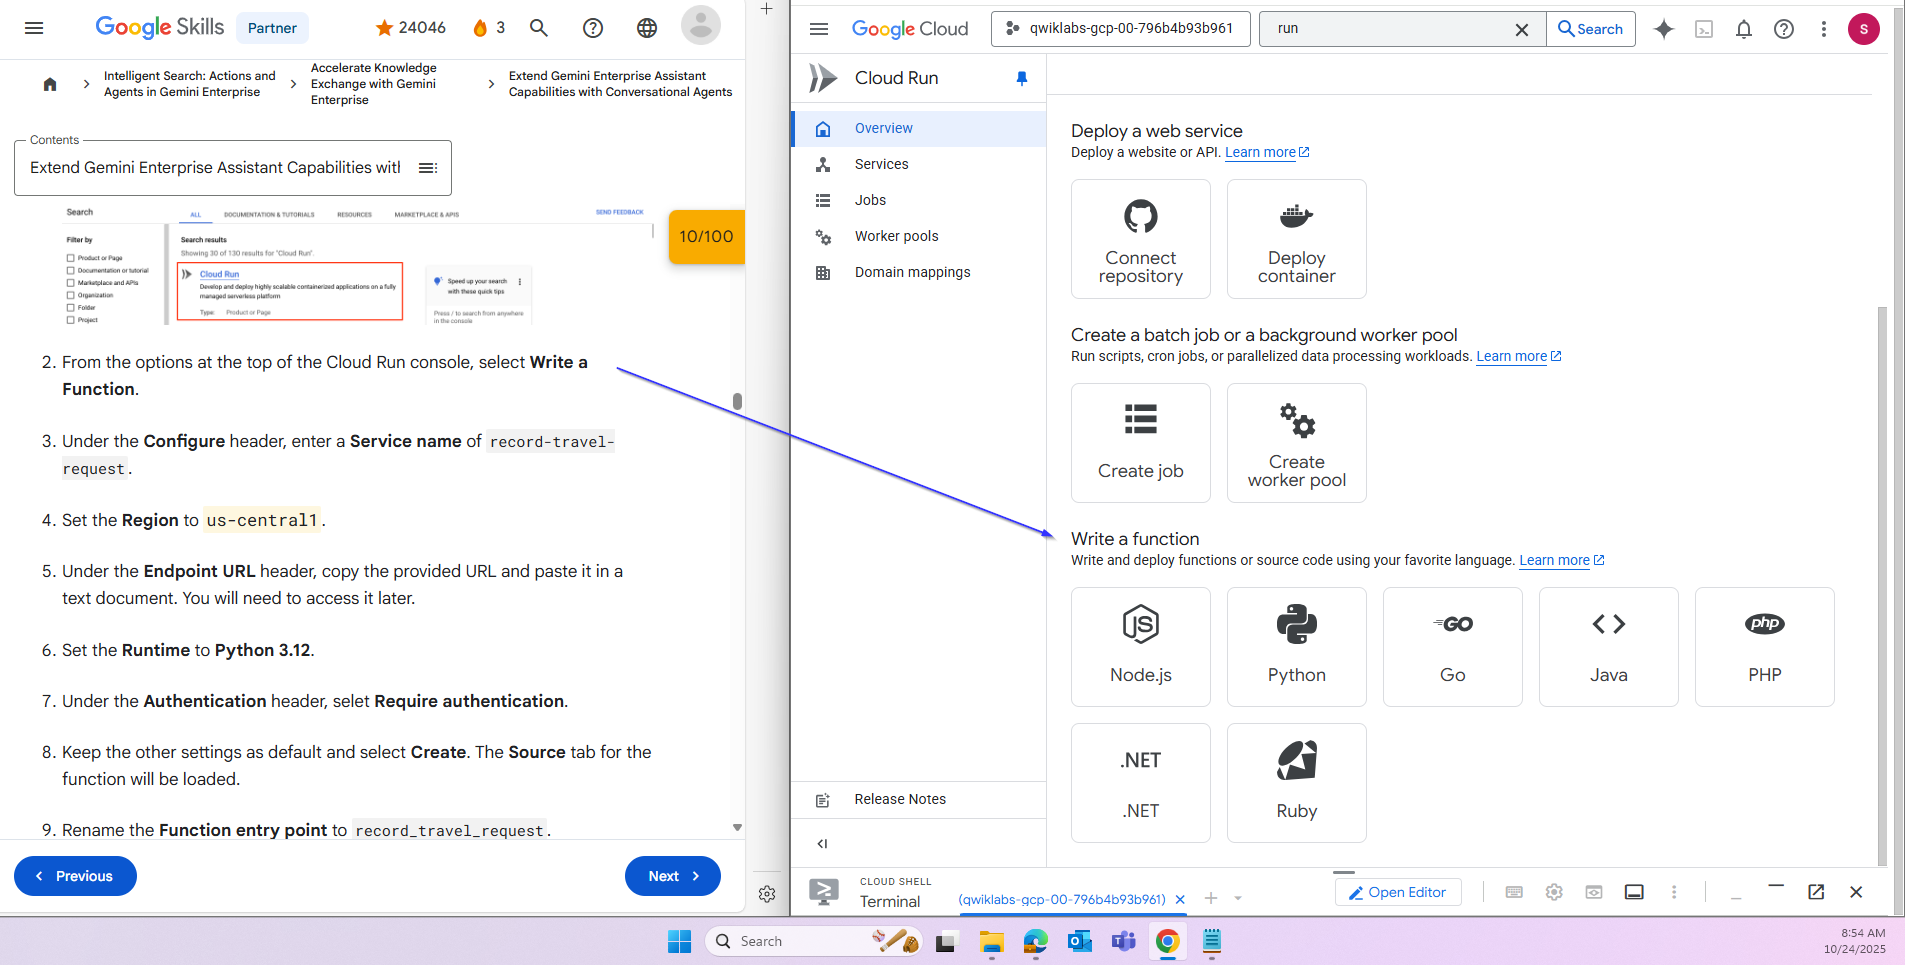 Google Skills
Partner
24046
3
Intelligent Search: Actions and
Agents in Gemini Enterprise
Accelerate Knowledge
Exchange with Gemini
Enterprise
Extend Gemini Enterprise Assistant
Capabilities with Conversational Agents
Contents
Extend Gemini Enterprise Assistant Capabilities with
Search
ALL
DOCUMENTATION & TUTORIALS
RESOURCES
MARKETPLACE & APIS
SEND FEEDBACK
Filter by
Product or Page
Documentation or tutorial
Marketplace and APIs
Organization
Folder
Project
Search results
Showing 30 of 130 results for "Cloud Run".
Cloud Run
Develop and deploy highly scalable containerized applications on a fully
managed serverless platform
Type: Product or Page
Speed up your search
with these quick tips
Press / to search from anywhere
in the console
10/100
2. From the options at the top of the Cloud Run console, select Write a
Function.
3. Under the Configure header, enter a Service name of record-travel-
request.
4. Set the Region to us-central1.
5. Under the Endpoint URL header, copy the provided URL and paste it in a
text document. You will need to access it later.
6. Set the Runtime to Python 3.12.
7. Under the Authentication header, selet Require authentication.
8. Keep the other settings as default and select Create. The Source tab for the
function will be loaded.
9. Rename the Function entry point to record_travel_request.
Previous
Next
Google Cloud
qwiklabs-gcp-00-796b4b93b961
run
Search
S
Cloud Run
Overview
Services
Jobs
Worker pools
Domain mappings
Release Notes
Deploy a web service
Deploy a website or API. Learn more
Connect
repository
Deploy
container
Create a batch job or a background worker pool
Run scripts, cron jobs, or parallelized data processing workloads. Learn more
Create job
Create
worker pool
Write a function
Write and deploy functions or source code using your favorite language. Learn more
JS
Node.js
Python
GO
Go
Java
php
PHP
.NET
.NET
Ruby
CLOUD SHELL
Terminal
(qwiklabs-gcp-00-796b4b93b961)
Open Editor
Search
8:54 AM
10/24/2025